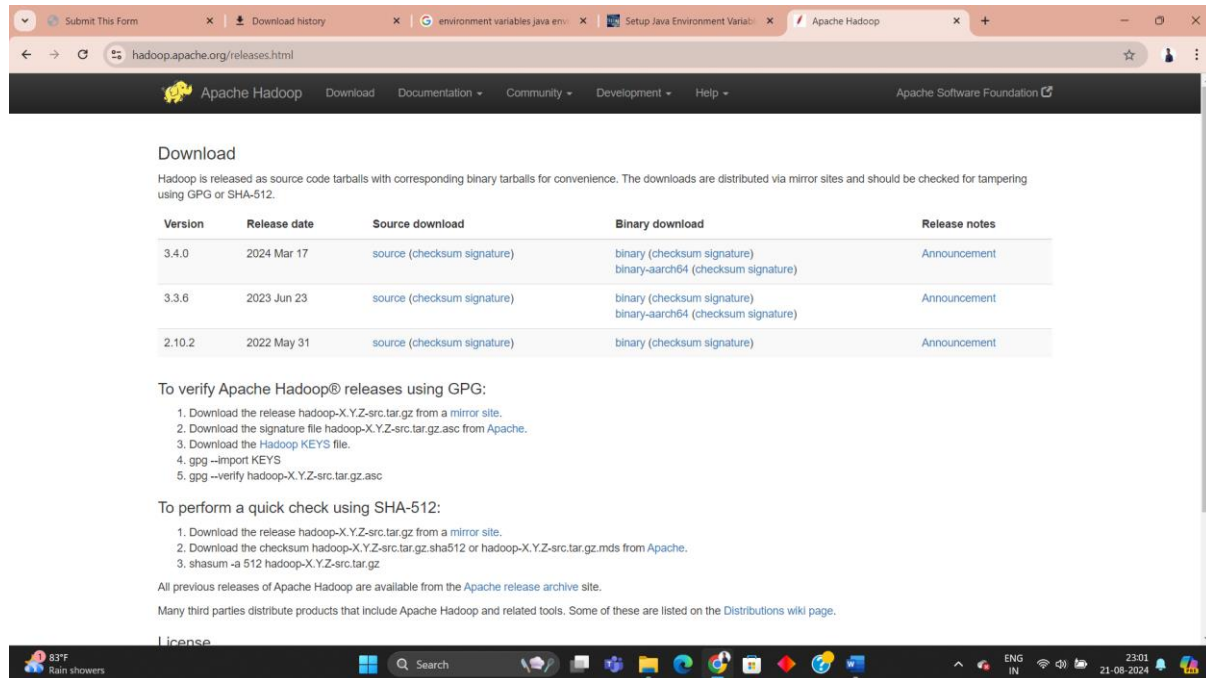 Submit This Form
Download history
environment variables java env
Setup Java Environment Variab
Apache Hadoop
hadoop.apache.org/releases.html
Apache Hadoop Download Documentation Community Development Help Apache Software Foundation
Download
Hadoop is released as source code tarballs with corresponding binary tarballs for convenience. The downloads are distributed via mirror sites and should be checked for tampering
using GPG or SHA-512.
Version Release date Source download Binary download Release notes
3.4.0 2024 Mar 17 source (checksum signature) binary (checksum signature) Announcement
binary-aarch64 (checksum signature)
3.3.6 2023 Jun 23 source (checksum signature) binary (checksum signature) Announcement
binary-aarch64 (checksum signature)
2.10.2 2022 May 31 source (checksum signature) binary (checksum signature) Announcement
To verify Apache Hadoop® releases using GPG:
1. Download the release hadoop-X.Y.Z-src.tar.gz from a mirror site.
2. Download the signature file hadoop-X.Y.Z-src.tar.gz.asc from Apache.
3. Download the Hadoop KEYS file.
4. gpg --import KEYS
5. gpg --verify hadoop-X.Y.Z-src.tar.gz.asc
To perform a quick check using SHA-512:
1. Download the release hadoop-X.Y.Z-src.tar.gz from a mirror site.
2. Download the checksum hadoop-X.Y.Z-src.tar.gz.sha512 or hadoop-X.Y.Z-src.tar.gz.mds from Apache.
3. shasum -a 512 hadoop-X.Y.Z-src.tar.gz
All previous releases of Apache Hadoop are available from the Apache release archive site.
Many third parties distribute products that include Apache Hadoop and related tools. Some of these are listed on the Distributions wiki page.
License
1
83°F
Rain showers
Search
ENG
IN
23:01
21-08-2024